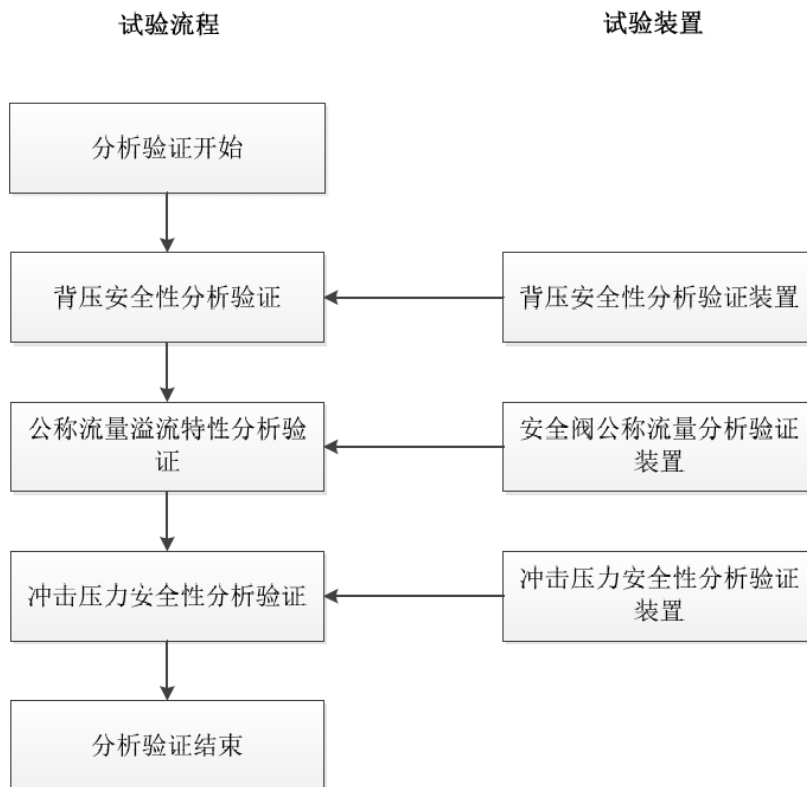 试验流程
试验装置
分析验证开始
背压安全性分析验证
背压安全性分析验证装置
公称流量溢流特性分析验
证
安全阀公称流量分析验证
装置
冲击压力安全性分析验证
冲击压力安全性分析验证
装置
分析验证结束